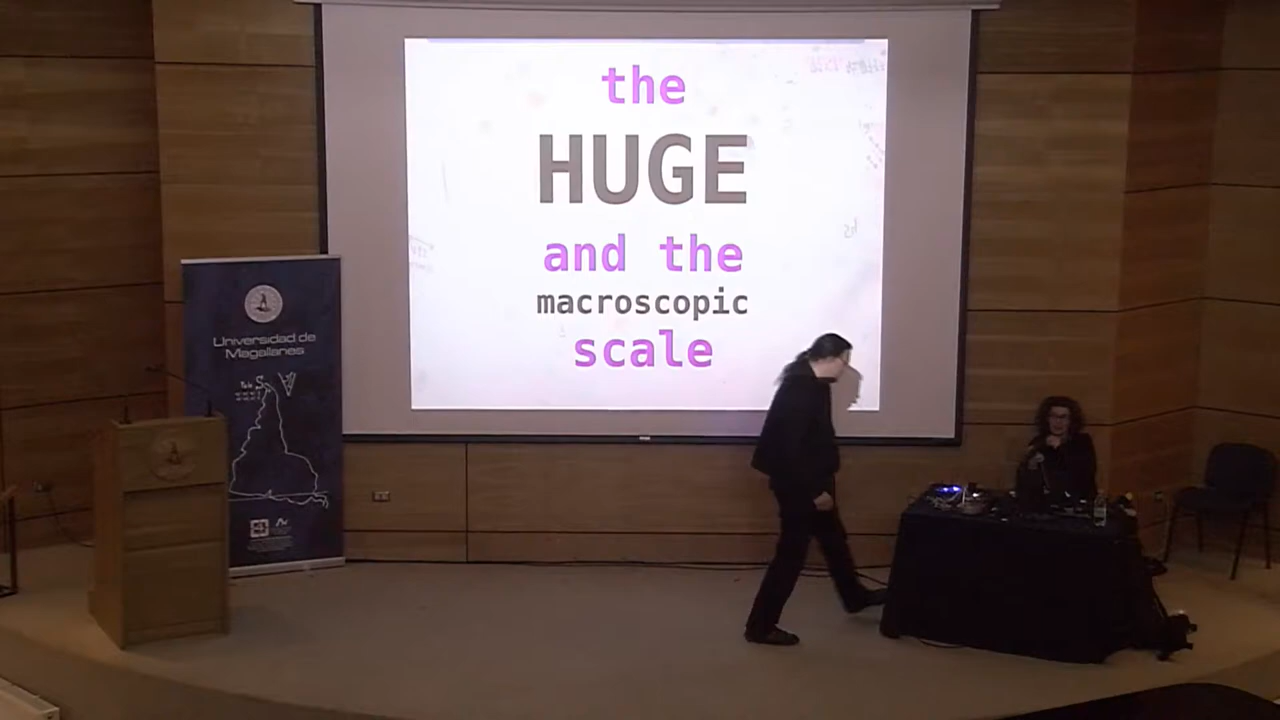 the
HUGE
and the
macroscopic
scale
Universidad de
Magallanes